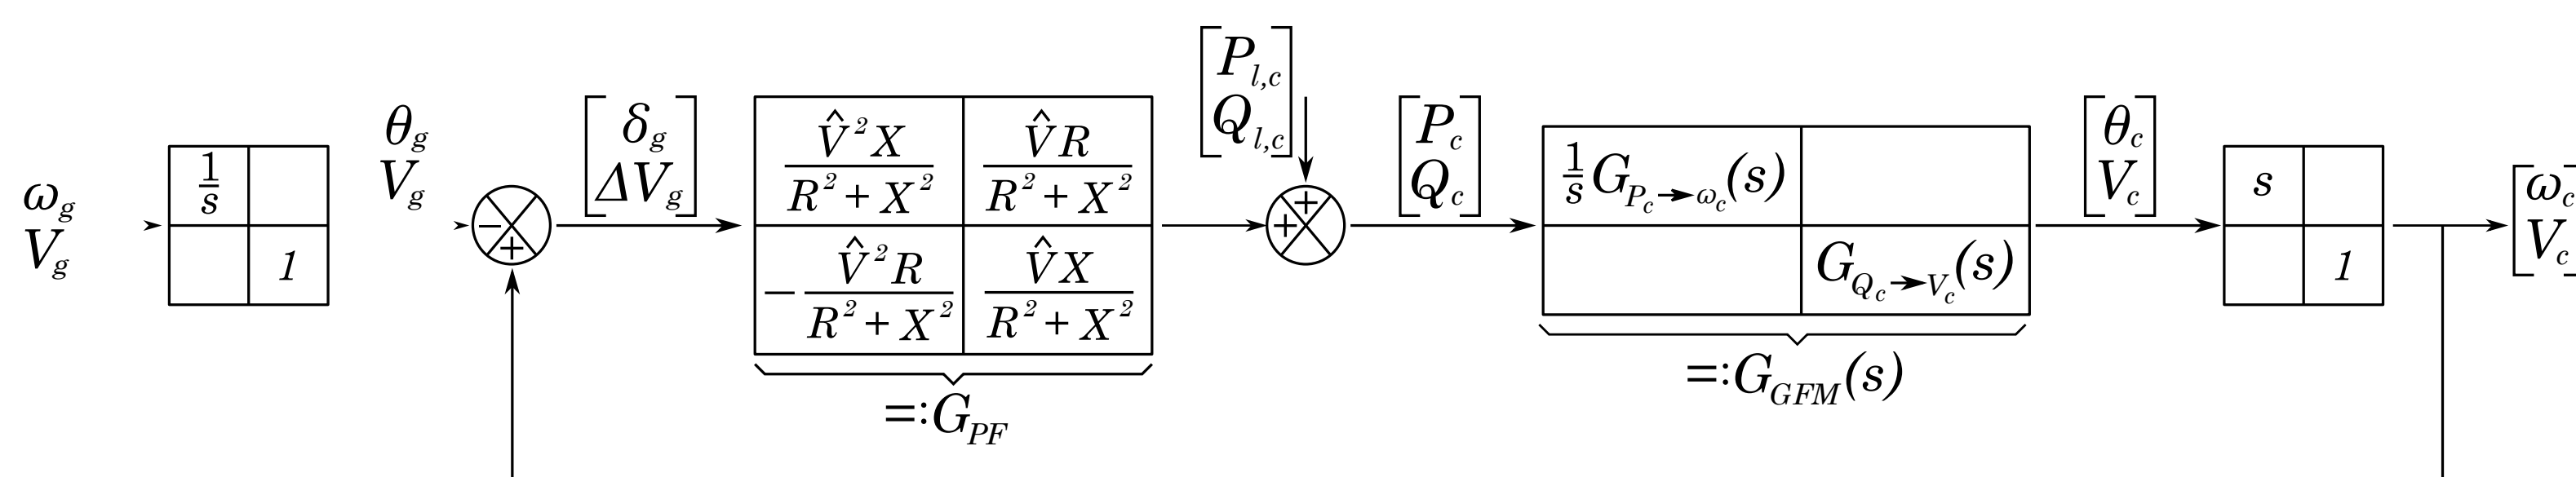 ω_g
V_g
1/s
1
θ_g
V_g
−
+
[δ_g
ΔV_g]
V̂²X/(R²+X²)
V̂R/(R²+X²)
−V̂²R/(R²+X²)
V̂X/(R²+X²)
=:G_PF
[P_l,c
Q_l,c]
+
+
[P_c
Q_c]
1/s G_{P_c→ω_c}(s)
G_{Q_c→V_c}(s)
=:G_GFM(s)
[θ_c
V_c]
s
1
[ω_c
V_c